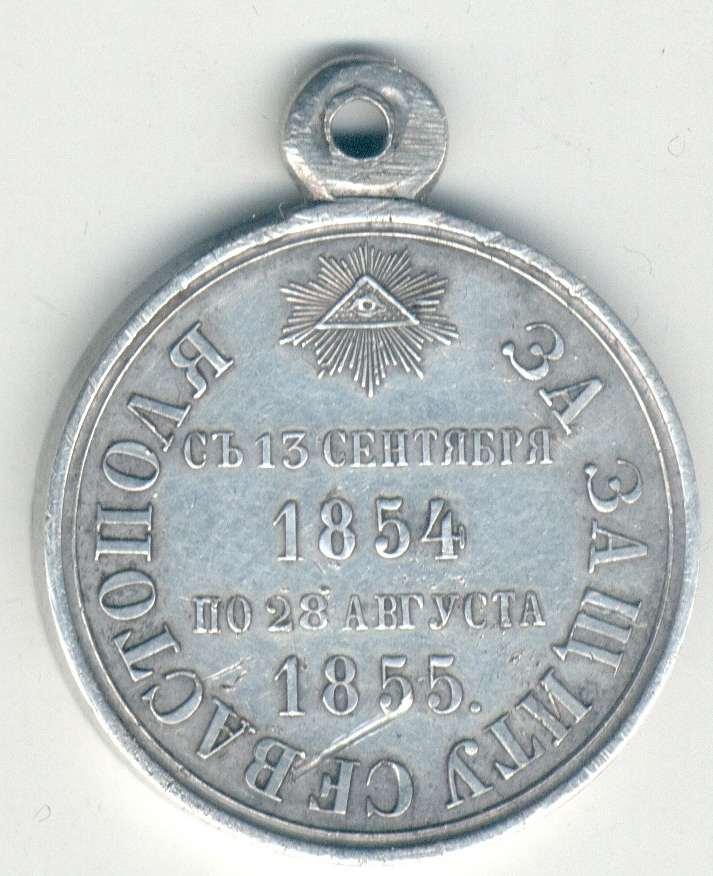 ЗА ЗАЩИТУ СЕВАСТОПОЛЯ
СЪ 13 СЕНТЯБРЯ
1854
ПО 28 АВГУСТА
1855.